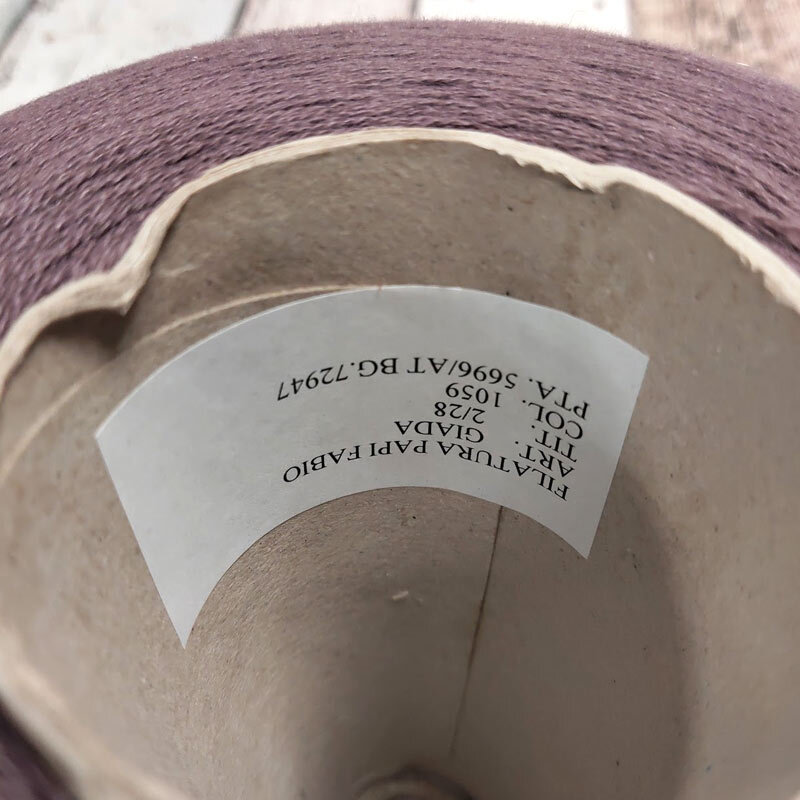 FILATURA PAPI FABIO
ART. GIADA
TIT. 2/28
COL. 1059
PTA. 5696/AT BG.72947